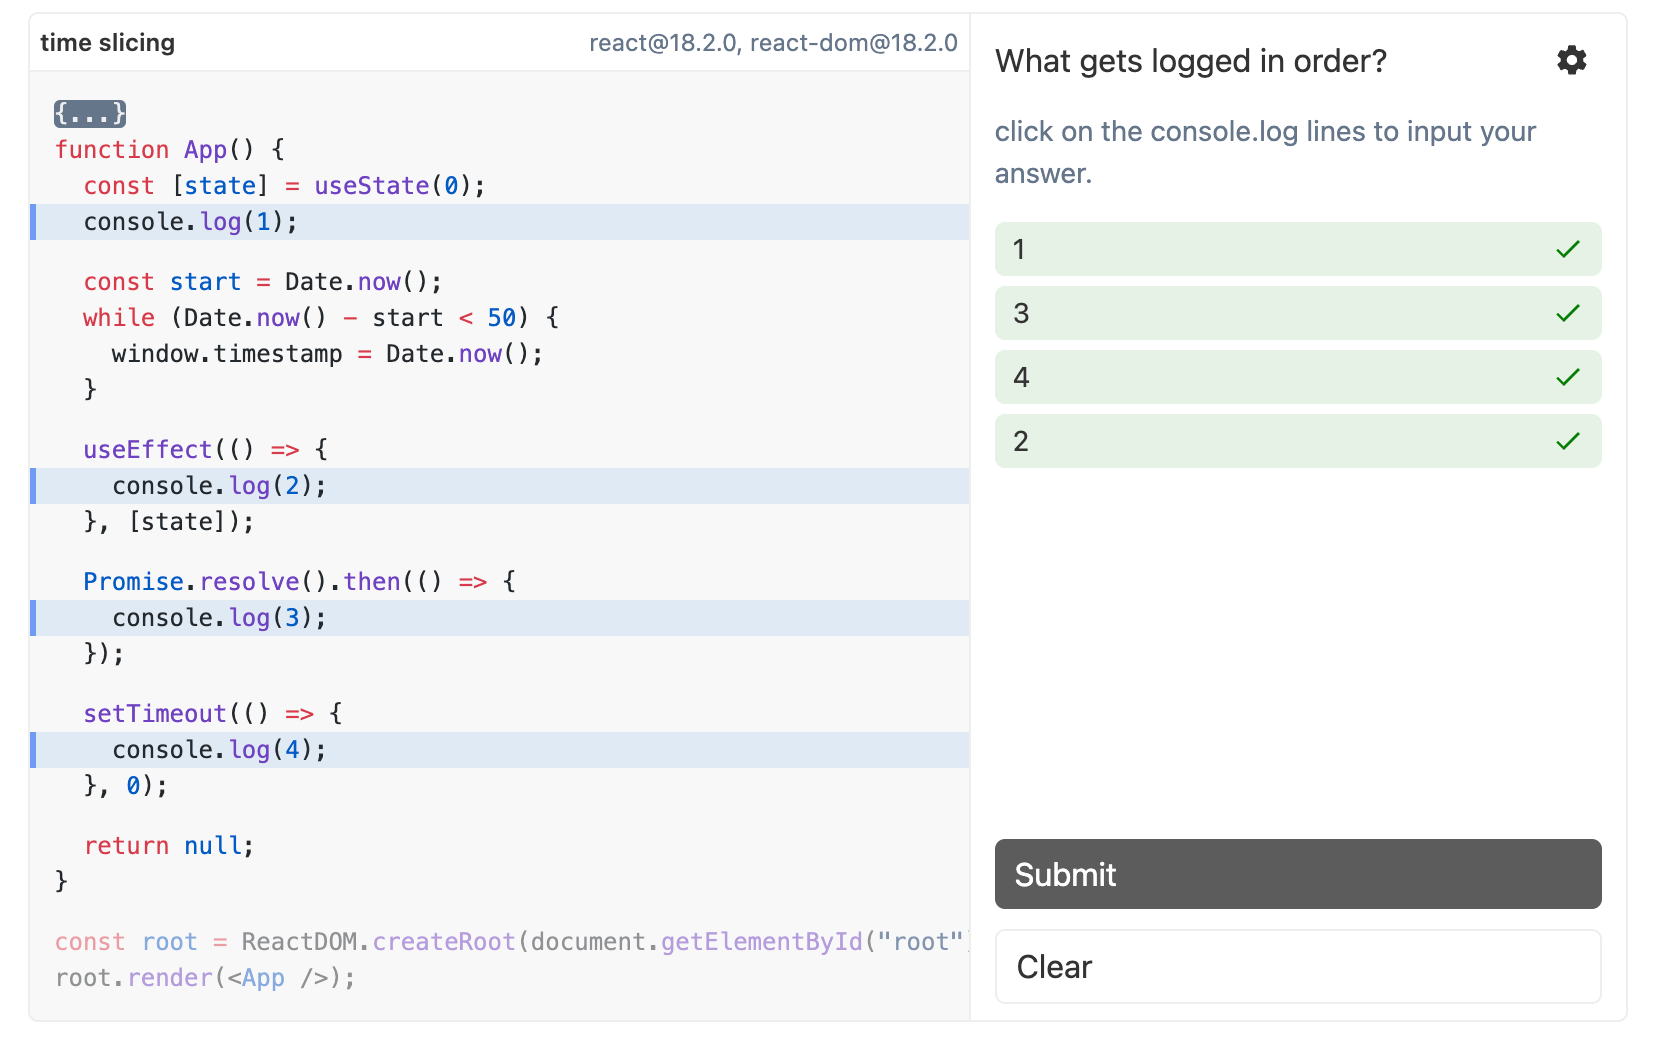 time slicing
react@18.2.0, react-dom@18.2.0
{...}
function App() {
  const [state] = useState(0);
  console.log(1);

  const start = Date.now();
  while (Date.now() - start < 50) {
    window.timestamp = Date.now();
  }

  useEffect(() => {
    console.log(2);
  }, [state]);

  Promise.resolve().then(() => {
    console.log(3);
  });

  setTimeout(() => {
    console.log(4);
  }, 0);

  return null;
}

const root = ReactDOM.createRoot(document.getElementById("root"
root.render(<App />);
What gets logged in order?
click on the console.log lines to input your
answer.
1
3
4
2
Submit
Clear